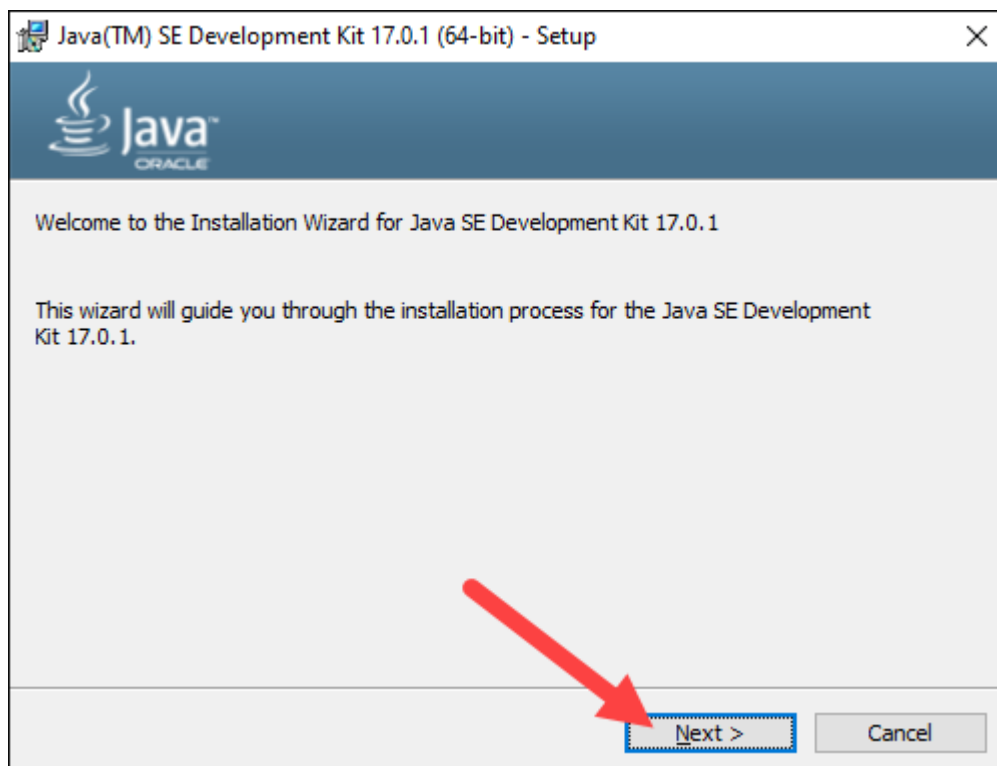 Java(TM) SE Development Kit 17.0.1 (64-bit) - Setup
Java™
ORACLE
Welcome to the Installation Wizard for Java SE Development Kit 17.0.1
This wizard will guide you through the installation process for the Java SE Development
Kit 17.0.1.
Next >
Cancel